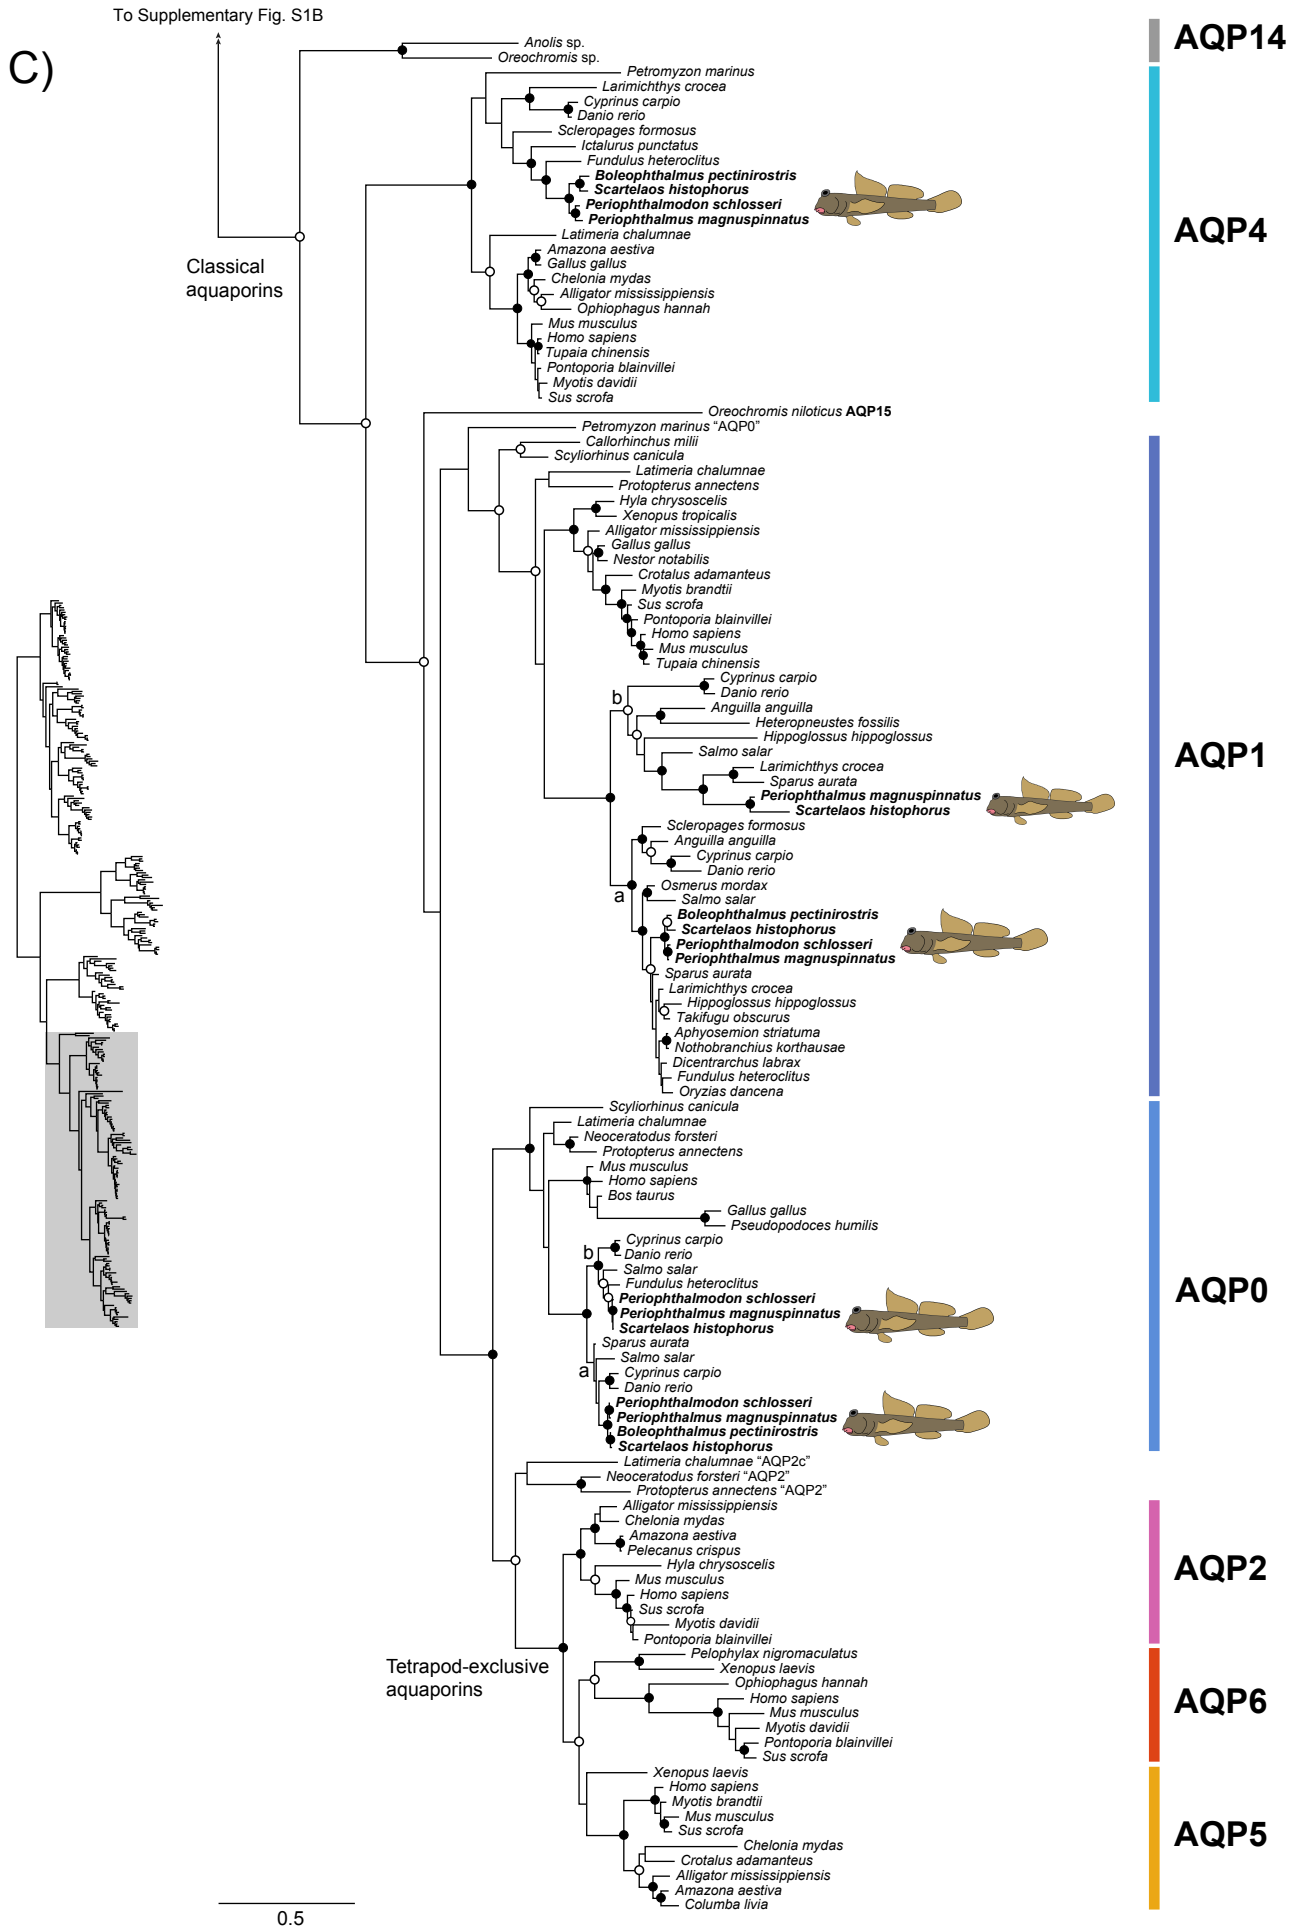 To Supplementary Fig. S1B
C)
Classical
aquaporins
Anolis sp.
Oreochromis sp.
AQP14
Petromyzon marinus
Larimichthys crocea
Cyprinus carpio
Danio rerio
Scleropages formosus
Ictalurus punctatus
Fundulus heteroclitus
Boleophthalmus pectinirostris
Scartelaos histophorus
Periophthalmodon schlosseri
Periophthalmus magnuspinnatus
Latimeria chalumnae
Amazona aestiva
Gallus gallus
Chelonia mydas
Alligator mississippiensis
Ophiophagus hannah
Mus musculus
Homo sapiens
Tupaia chinensis
Pontoporia blainvillei
Myotis davidii
Sus scrofa
AQP4
Oreochromis niloticus AQP15
Petromyzon marinus “AQP0”
Callorhinchus milii
Scyliorhinus canicula
Latimeria chalumnae
Protopterus annectens
Hyla chrysoscelis
Xenopus tropicalis
Alligator mississippiensis
Gallus gallus
Nestor notabilis
Crotalus adamanteus
Myotis brandtii
Sus scrofa
Pontoporia blainvillei
Homo sapiens
Mus musculus
Tupaia chinensis
b
Cyprinus carpio
Danio rerio
Anguilla anguilla
Heteropneustes fossilis
Hippoglossus hippoglossus
Salmo salar
Larimichthys crocea
Sparus aurata
Periophthalmus magnuspinnatus
Scartelaos histophorus
a
Scleropages formosus
Anguilla anguilla
Cyprinus carpio
Danio rerio
Osmerus mordax
Salmo salar
Boleophthalmus pectinirostris
Scartelaos histophorus
Periophthalmodon schlosseri
Periophthalmus magnuspinnatus
Sparus aurata
Larimichthys crocea
Hippoglossus hippoglossus
Takifugu obscurus
Aphyosemion striatuma
Nothobranchius korthausae
Dicentrarchus labrax
Fundulus heteroclitus
Oryzias dancena
AQP1
Scyliorhinus canicula
Latimeria chalumnae
Neoceratodus forsteri
Protopterus annectens
Mus musculus
Homo sapiens
Bos taurus
Gallus gallus
Pseudopodoces humilis
b
Cyprinus carpio
Danio rerio
Salmo salar
Fundulus heteroclitus
Periophthalmodon schlosseri
Periophthalmus magnuspinnatus
Scartelaos histophorus
a
Sparus aurata
Salmo salar
Cyprinus carpio
Danio rerio
Periophthalmodon schlosseri
Periophthalmus magnuspinnatus
Boleophthalmus pectinirostris
Scartelaos histophorus
AQP0
Latimeria chalumnae “AQP2c”
Neoceratodus forsteri “AQP2”
Protopterus annectens “AQP2”
Tetrapod-exclusive
aquaporins
Alligator mississippiensis
Chelonia mydas
Amazona aestiva
Pelecanus crispus
Hyla chrysoscelis
Mus musculus
Homo sapiens
Sus scrofa
Myotis davidii
Pontoporia blainvillei
AQP2
Pelophylax nigromaculatus
Xenopus laevis
Ophiophagus hannah
Homo sapiens
Mus musculus
Myotis davidii
Pontoporia blainvillei
Sus scrofa
AQP6
Xenopus laevis
Homo sapiens
Myotis brandtii
Mus musculus
Sus scrofa
Chelonia mydas
Crotalus adamanteus
Alligator mississippiensis
Amazona aestiva
Columba livia
AQP5
0.5